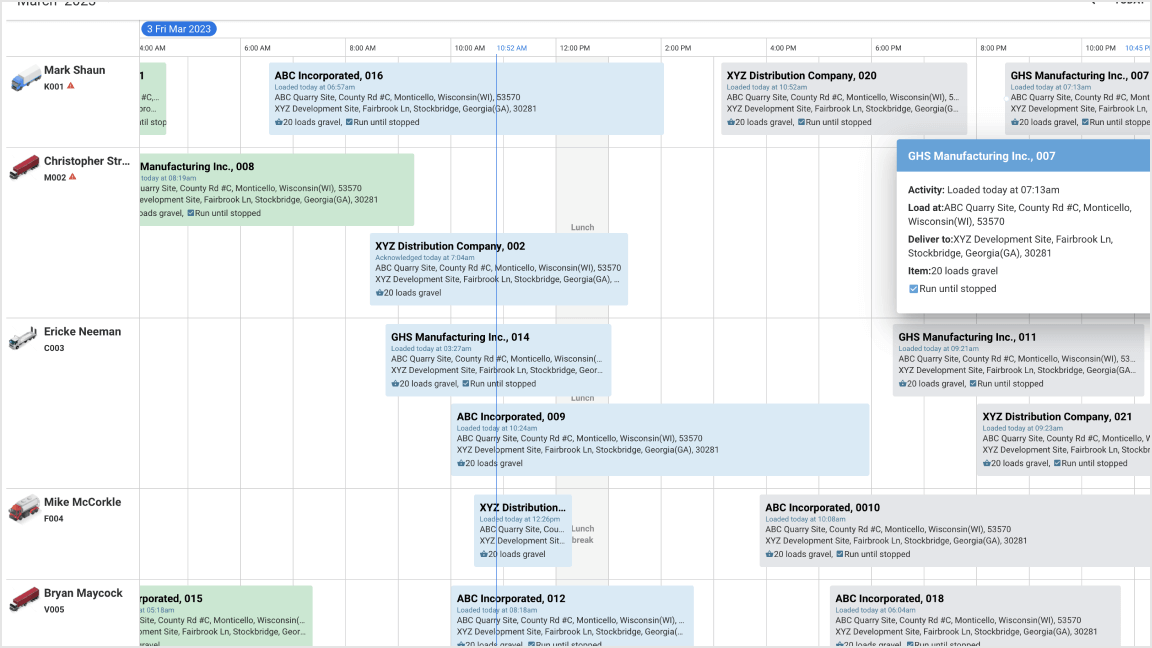 March 2023
TODAY
3 Fri Mar 2023
4:00 AM 6:00 AM 8:00 AM 10:00 AM 10:52 AM 12:00 PM 2:00 PM 4:00 PM 6:00 PM 8:00 PM 10:00 PM 10:45 P
Mark Shaun
K001
1
#C,...
bro...
until stop
ABC Incorporated, 016
Loaded today at 06:57am
ABC Quarry Site, County Rd #C, Monticello, Wisconsin(WI), 53570
XYZ Development Site, Fairbrook Ln, Stockbridge, Georgia(GA), 30281
20 loads gravel, Run until stopped
XYZ Distribution Company, 020
Loaded today at 10:52am
ABC Quarry Site, County Rd #C, Monticello, Wisconsin(WI), 5...
XYZ Development Site, Fairbrook Ln, Stockbridge, Georgia(G...
20 loads gravel, Run until stopped
GHS Manufacturing Inc., 007
Loaded today at 07:13am
ABC Quarry Site, County Rd #C, Mont
XYZ Development Site, Fairbrook Ln,
20 loads gravel, Run until stopped
Christopher Str...
M002
Manufacturing Inc., 008
today at 08:19am
uarry Site, County Rd #C, Monticello, Wisconsin(WI), 53570
evelopment Site, Fairbrook Ln, Stockbridge, Georgia(GA), 30281
oads gravel, Run until stopped
Lunch
XYZ Distribution Company, 002
Acknowledged today at 7:04am
ABC Quarry Site, County Rd #C, Monticello, Wisconsin(WI), 53570
XYZ Development Site, Fairbrook Ln, Stockbridge, Georgia(GA), ...
20 loads gravel
GHS Manufacturing Inc., 007
Activity: Loaded today at 07:13am
Load at:ABC Quarry Site, County Rd #C, Monticello,
Wisconsin(WI), 53570
Deliver to:XYZ Development Site, Fairbrook Ln,
Stockbridge, Georgia(GA), 30281
Item:20 loads gravel
Run until stopped
Ericke Neeman
C003
GHS Manufacturing Inc., 014
Loaded today at 03:27am
ABC Quarry Site, County Rd #C, Monticello, Wisconsin(...
XYZ Development Site, Fairbrook Ln, Stockbridge, Geor...
20 loads gravel, Run until stopped
Lunch
GHS Manufacturing Inc., 011
Loaded today at 09:21am
ABC Quarry Site, County Rd #C, Monticello, Wisconsin(WI), 53...
XYZ Development Site, Fairbrook Ln, Stockbridge, Georgia(GA...
20 loads gravel, Run until stopped
ABC Incorporated, 009
Loaded today at 10:24am
ABC Quarry Site, County Rd #C, Monticello, Wisconsin(WI), 53570
XYZ Development Site, Fairbrook Ln, Stockbridge, Georgia(GA), 30281
20 loads gravel
XYZ Distribution Company, 021
Loaded today at 09:23am
ABC Quarry Site, County Rd #C, Monticello, W
XYZ Development Site, Fairbrook Ln, Stockbr
20 loads gravel, Run until stopped
Mike McCorkle
F004
XYZ Distribution...
Loaded today at 12:26pm
ABC Quarry Site, Cou...
XYZ Development Sit...
20 loads gravel
Lunch
break
ABC Incorporated, 0010
Loaded today at 10:08am
ABC Quarry Site, County Rd #C, Monticello, Wisconsin(WI), 53570
XYZ Development Site, Fairbrook Ln, Stockbridge, Georgia(GA), 30281
20 loads gravel, Run until stopped
Bryan Maycock
V005
rporated, 015
at 05:18am
Site, County Rd #C, Monticello, Wisconsin(...
pment Site, Fairbrook Ln, Stockbridge, Geor...
gravel
ABC Incorporated, 012
Loaded today at 08:18am
ABC Quarry Site, County Rd #C, Monticello, Wisconsin(WI), ...
XYZ Development Site, Fairbrook Ln, Stockbridge, Georgia(...
20 loads gravel, Run until stopped
ABC Incorporated, 018
Loaded today at 06:04am
ABC Quarry Site, County Rd #C, Monticello, Wisconsin(WI), 53570
XYZ Development Site, Fairbrook Ln, Stockbridge, Georgia(GA), 30281
20 loads gravel, Run until stopped